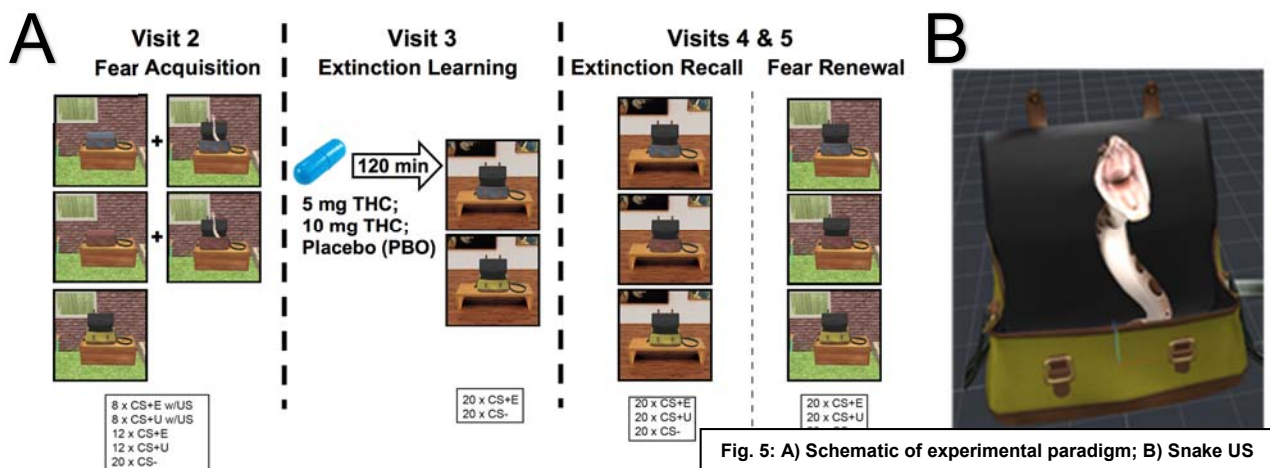 A
Visit 2
Fear Acquisition
+
+
8 x CS+E w/US
8 x CS+U w/US
12 x CS+E
12 x CS+U
20 x CS-
Visit 3
Extinction Learning
120 min
5 mg THC;
10 mg THC;
Placebo (PBO)
20 x CS+E
20 x CS-
Visits 4 & 5
Extinction Recall
Fear Renewal
20 x CS+E
20 x CS+U
20 x CS-
20 x CS+E
20 x CS+U
B
Fig. 5: A) Schematic of experimental paradigm; B) Snake US